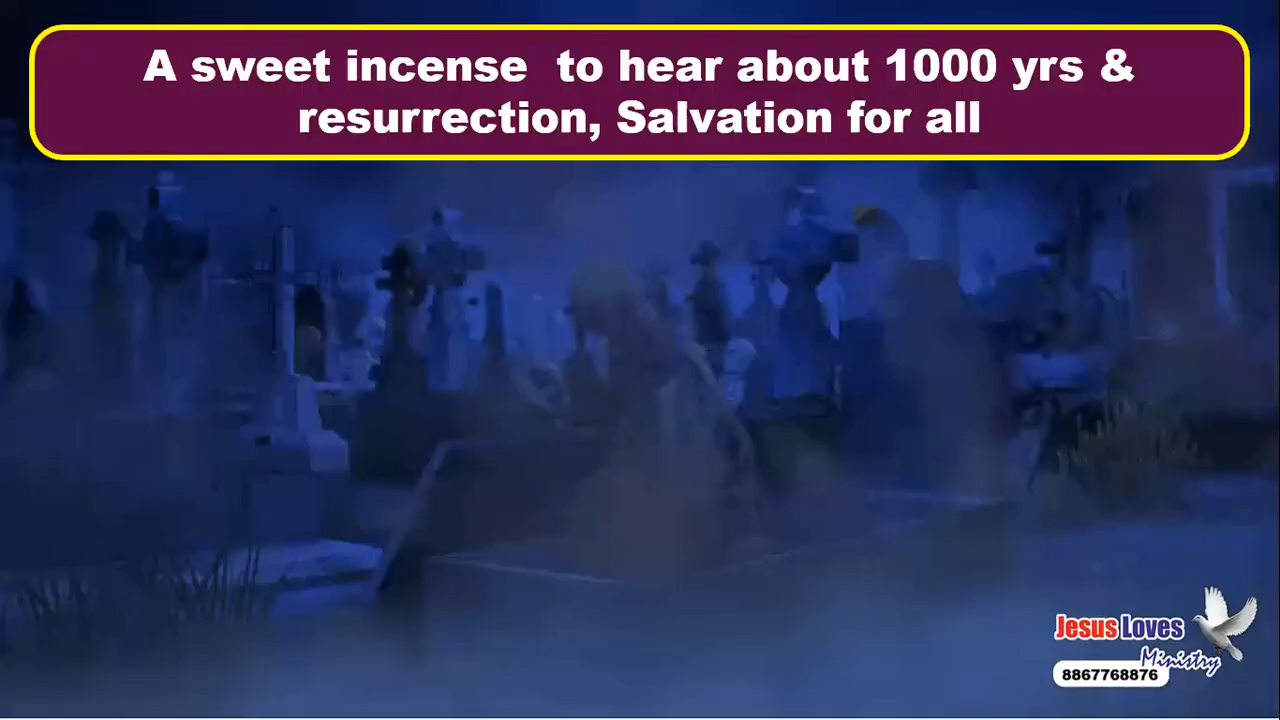 A sweet incense  to hear about 1000 yrs &
resurrection, Salvation for all
Jesus Loves
Ministry
8867768876